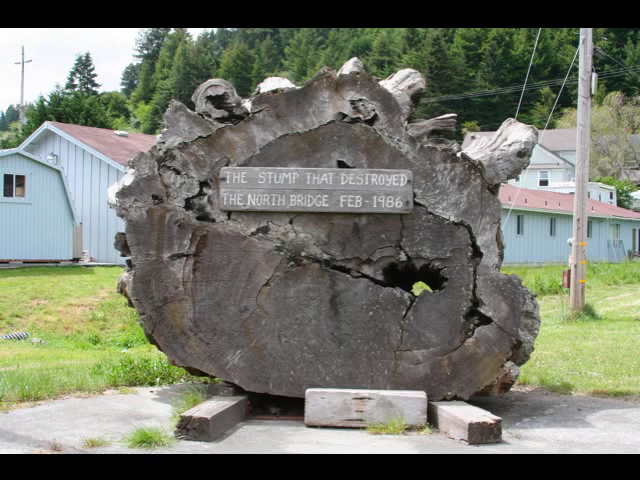 THE STUMP THAT DESTROYED
THE NORTH BRIDGE FEB-1986